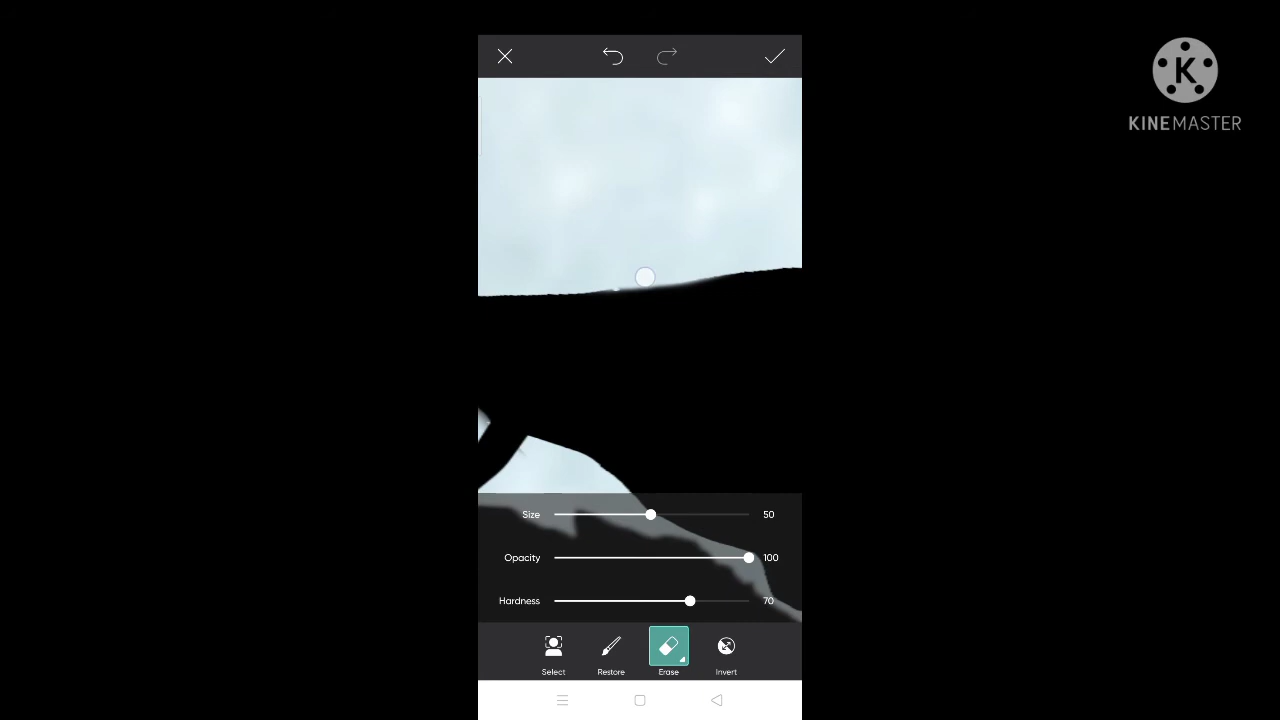 K
KINEMASTER
Size 50
Opacity 100
Hardness 70
Select Restore Erase Invert